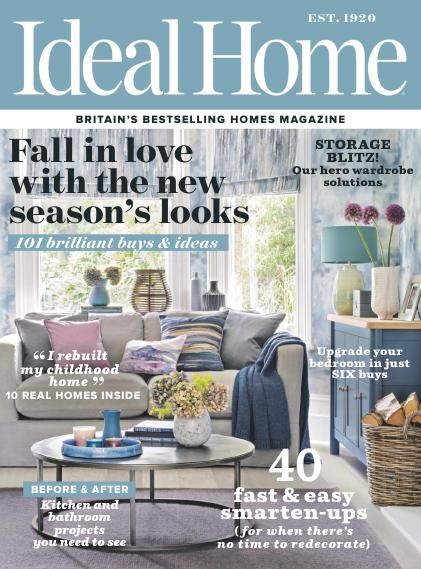 EST. 1920
Ideal Home
BRITAIN'S BESTSELLING HOMES MAGAZINE
Fall in love
with the new
season's looks
101 brilliant buys & ideas
STORAGE
BLITZ!
Our hero wardrobe
solutions
“I rebuilt
my childhood
home”
10 REAL HOMES INSIDE
Upgrade your
bedroom in just
SIX buys
BEFORE & AFTER
Kitchen and
bathroom
projects
you need to see
40
fast & easy
smarten-ups
(for when there's
no time to redecorate)